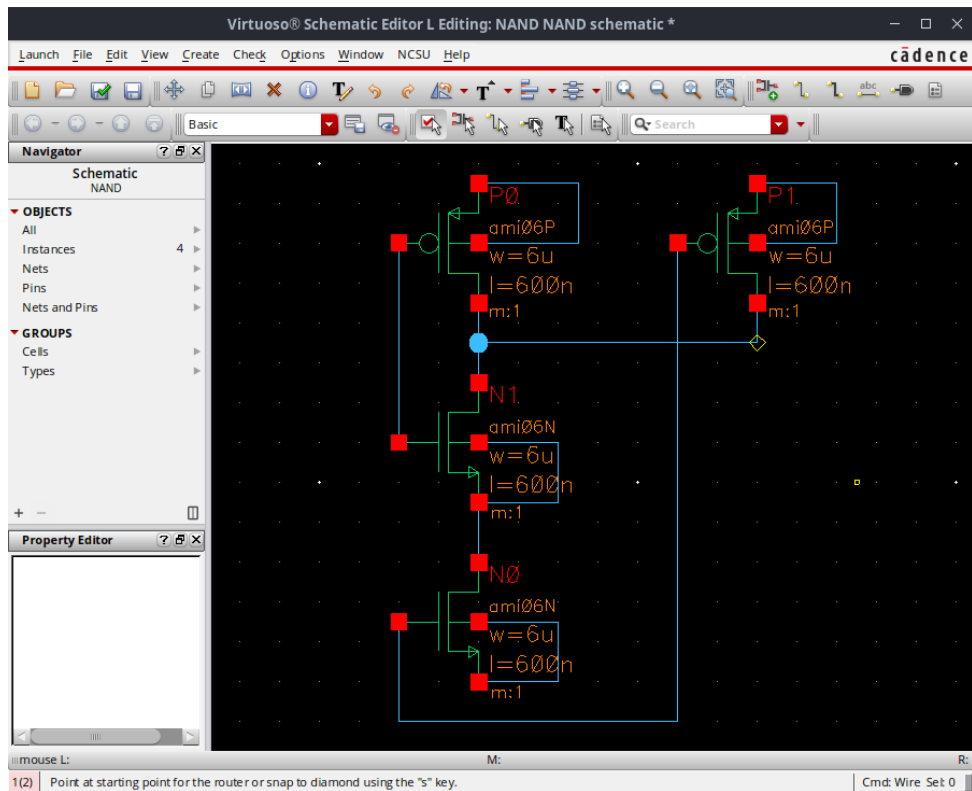 Virtuoso® Schematic Editor L Editing: NAND NAND schematic *
Launch File Edit View Create Check Options Window NCSU Help
cādence
abc
Basic
Search
Navigator
Schematic
NAND
OBJECTS
All
Instances 4
Nets
Pins
Nets and Pins
GROUPS
Cells
Types
Property Editor
P0
ami06P
w=6u
l=600n
m:1
P1
ami06P
w=6u
l=600n
m:1
N1
ami06N
w=6u
l=600n
m:1
N0
ami06N
w=6u
l=600n
m:1
mouse L: M: R:
1(2) Point at starting point for the router or snap to diamond using the "s" key. Cmd: Wire Sel: 0